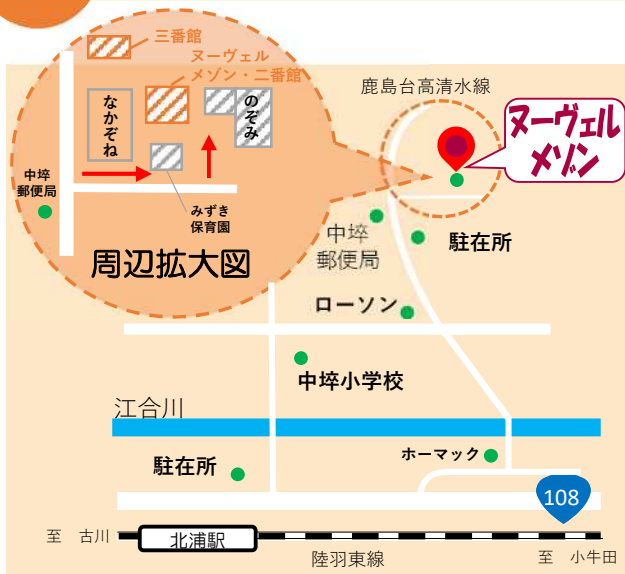 三番館
ヌーヴェル
メゾン・二番館
なかぞね
のぞみ
中埣
郵便局
みずき
保育園
周辺拡大図
鹿島台高清水線
ヌーヴェル
メゾン
中埣
郵便局
駐在所
ローソン
中埣小学校
江合川
駐在所
ホーマック
108
至 古川
北浦駅
陸羽東線
至 小牛田